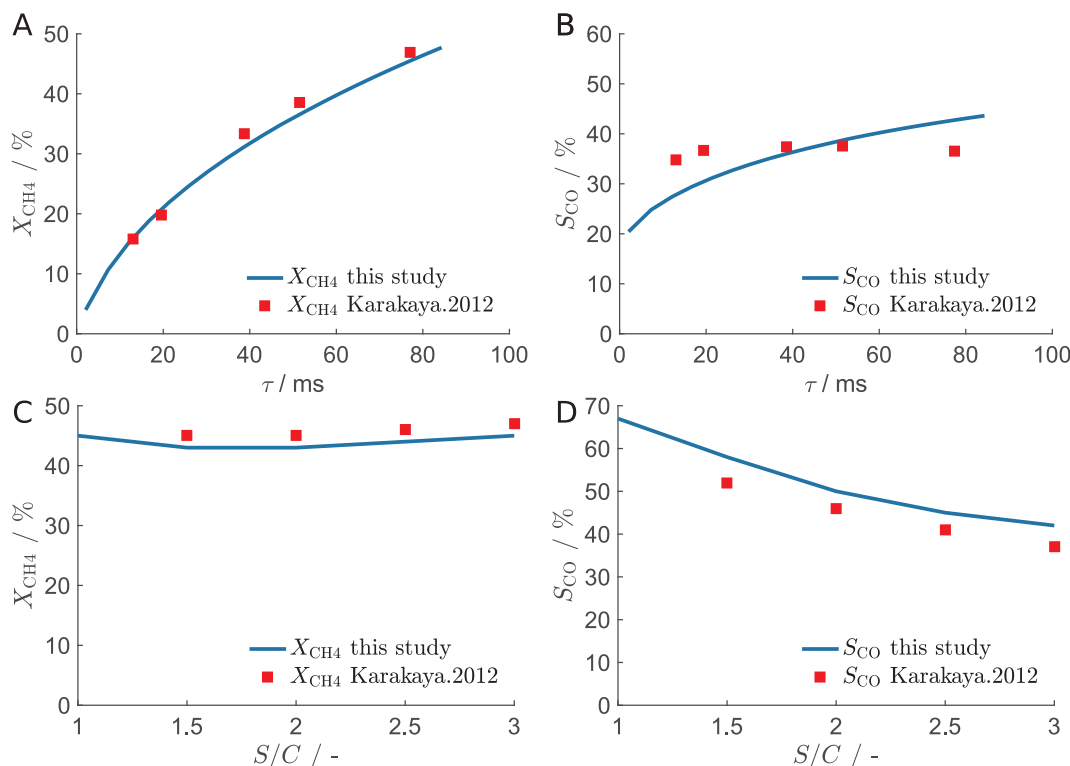 A
50
40
30
20
10
0
X_CH4 / %
X_CH4 this study
X_CH4 Karakaya.2012
0 20 40 60 80 100
τ / ms
B
60
50
40
30
20
10
0
S_CO / %
S_CO this study
S_CO Karakaya.2012
0 20 40 60 80 100
τ / ms
C
50
40
30
20
10
0
X_CH4 / %
X_CH4 this study
X_CH4 Karakaya.2012
1 1.5 2 2.5 3
S/C / -
D
70
60
50
40
30
20
10
0
S_CO / %
S_CO this study
S_CO Karakaya.2012
1 1.5 2 2.5 3
S/C / -